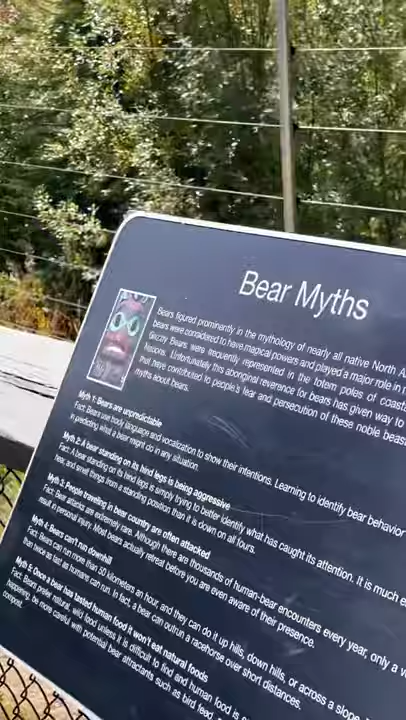 Bear Myths
Bears figured prominently in the mythology of nearly all native North A
bears were considered to have magical powers and played a major role in t
Grizzly Bears were frequently represented in the totem poles of coast
Nations. Unfortunately this aboriginal reverence for bears has given way to
that have contributed to people's fear and persecution of these noble beas
myths about bears.
Myth 1: Bears are unpredictable
Fact: Bears use body language and vocalization to show their intentions. Learning to identify bear behavior
in predicting what a bear might do in any situation.
Myth 2: A bear standing on its hind legs is being aggressive
Fact: A bear standing on its hind legs is simply trying to better identify what has caught its attention. It is much e
hear, and smell things from a standing position than it is down on all fours.
Myth 3: People traveling in bear country are often attacked
Fact: Bear attacks are extremely rare. Although there are thousands of human-bear encounters every year, only a v
result in personal injury. Most bears actually retreat before you are even aware of their presence.
Myth 4: Bears can't run downhill
Fact: Bears can run more than 50 kilometers an hour, and they can do it up hills, down hills, or across a slope
than twice as fast as humans can run. In fact, a bear can outrun a racehorse over short distances.
Myth 5: Once a bear has tasted human food it won't eat natural foods
Fact: Bears prefer natural, wild food unless it is difficult to find and human food is
happening, be more careful with potential bear attractants such as bird feed,
compost.